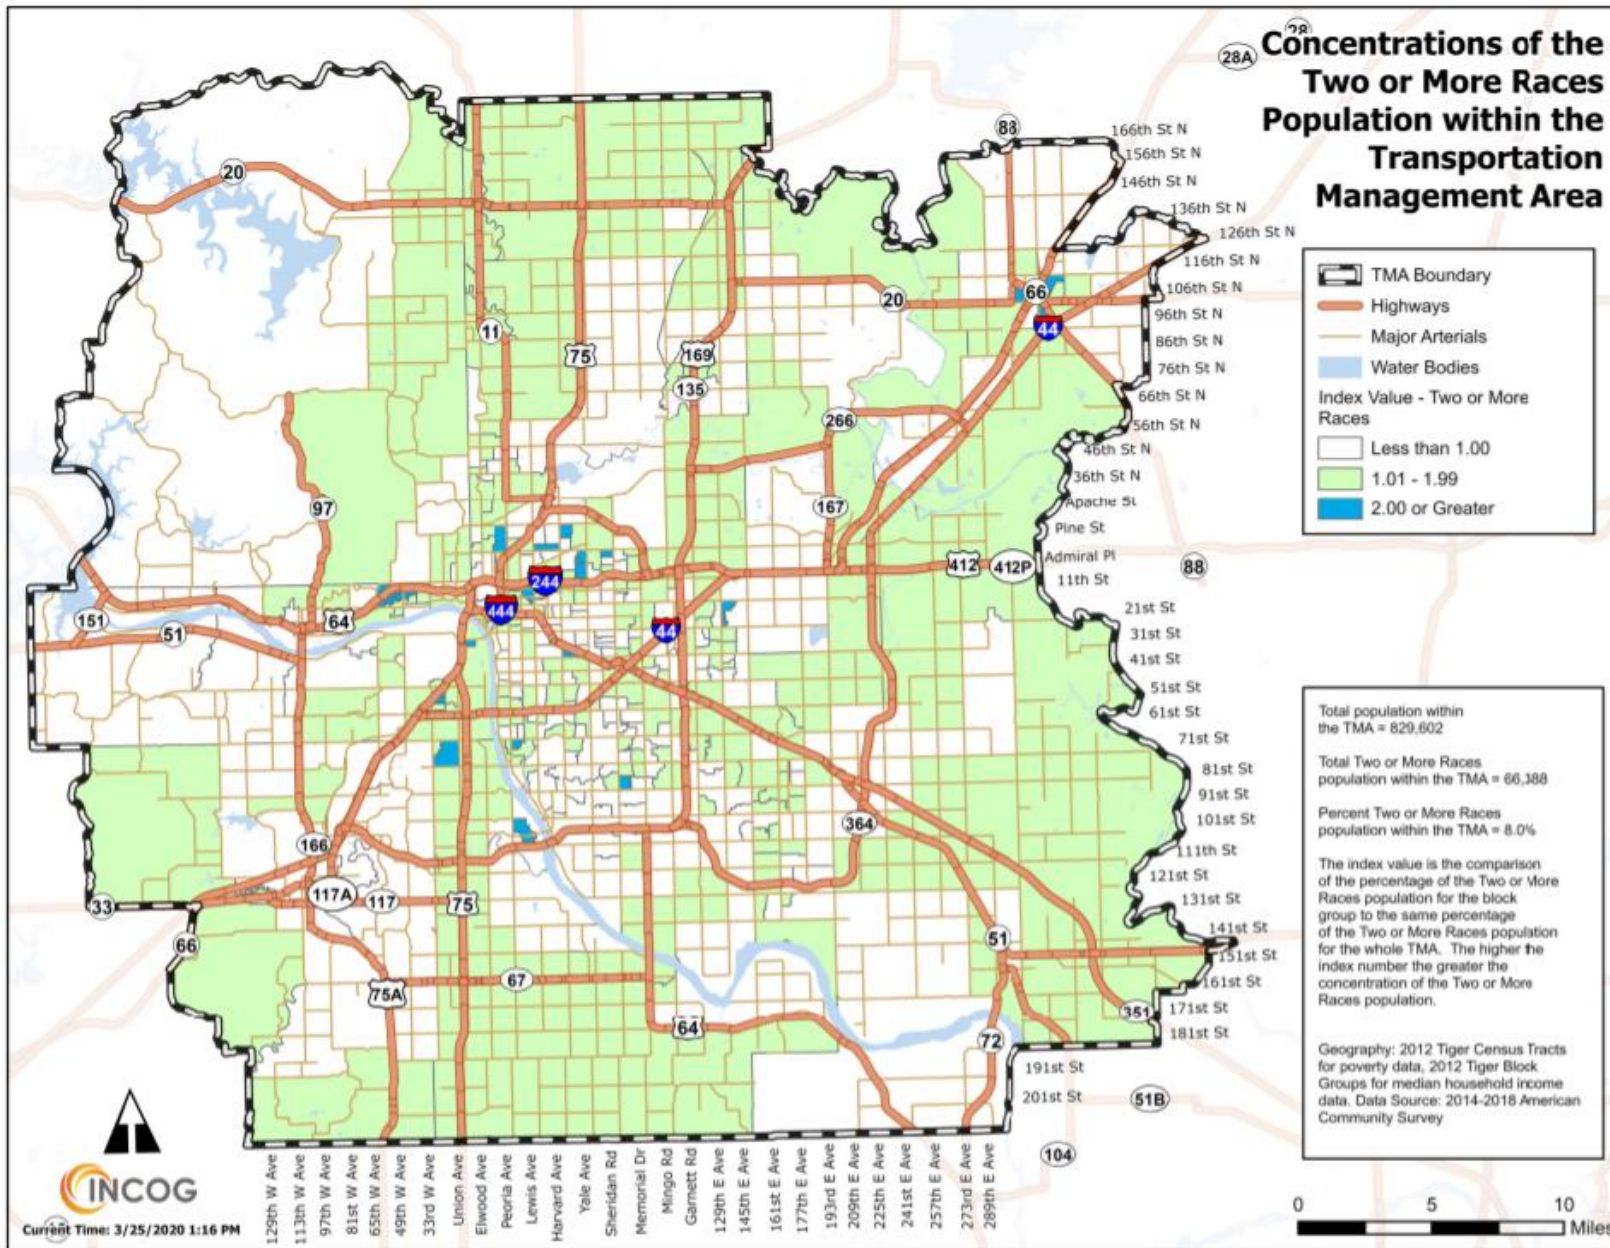 Concentrations of the
Two or More Races
Population within the
Transportation
Management Area
28
28A
88
166th St N
156th St N
146th St N
136th St N
126th St N
116th St N
106th St N
96th St N
86th St N
76th St N
66th St N
56th St N
46th St N
36th St N
Apache St
Pine St
Admiral Pl
11th St
21st St
31st St
41st St
51st St
61st St
71st St
81st St
91st St
101st St
111th St
121st St
131st St
141st St
151st St
161st St
171st St
181st St
191st St
201st St
20
20
66
44
11
75
169
135
266
97
167
412
412P
88
244
444
44
151
51
64
364
166
117A
117
75
33
66
51
67
75A
64
351
72
51B
104
TMA Boundary
Highways
Major Arterials
Water Bodies
Index Value - Two or More
Races
Less than 1.00
1.01 - 1.99
2.00 or Greater
Total population within
the TMA = 829,602
Total Two or More Races
population within the TMA = 66,388
Percent Two or More Races
population within the TMA = 8.0%
The index value is the comparison
of the percentage of the Two or More
Races population for the block
group to the same percentage
of the Two or More Races population
for the whole TMA. The higher the
index number the greater the
concentration of the Two or More
Races population.
Geography: 2012 Tiger Census Tracts
for poverty data, 2012 Tiger Block
Groups for median household income
data. Data Source: 2014-2018 American
Community Survey
0 5 10
Miles
INCOG
Current Time: 3/25/2020 1:16 PM
129th W Ave
113th W Ave
97th W Ave
81st W Ave
65th W Ave
49th W Ave
33rd W Ave
Union Ave
Elwood Ave
Peoria Ave
Lewis Ave
Harvard Ave
Yale Ave
Sheridan Rd
Memorial Dr
Mingo Rd
Garnett Rd
129th E Ave
145th E Ave
161st E Ave
177th E Ave
193rd E Ave
209th E Ave
225th E Ave
241st E Ave
257th E Ave
273rd E Ave
289th E Ave